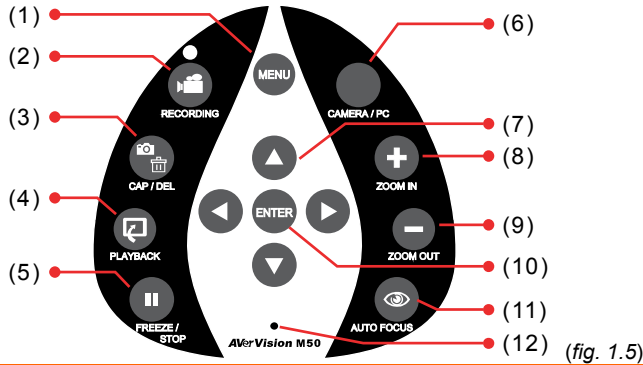 (1)
(2)
(3)
(4)
(5)
MENU
RECORDING
CAP / DEL
PLAYBACK
FREEZE /
STOP
ENTER
AVerVision M50
CAMERA / PC
ZOOM IN
ZOOM OUT
AUTO FOCUS
(6)
(7)
(8)
(9)
(10)
(11)
(12)
(fig. 1.5)